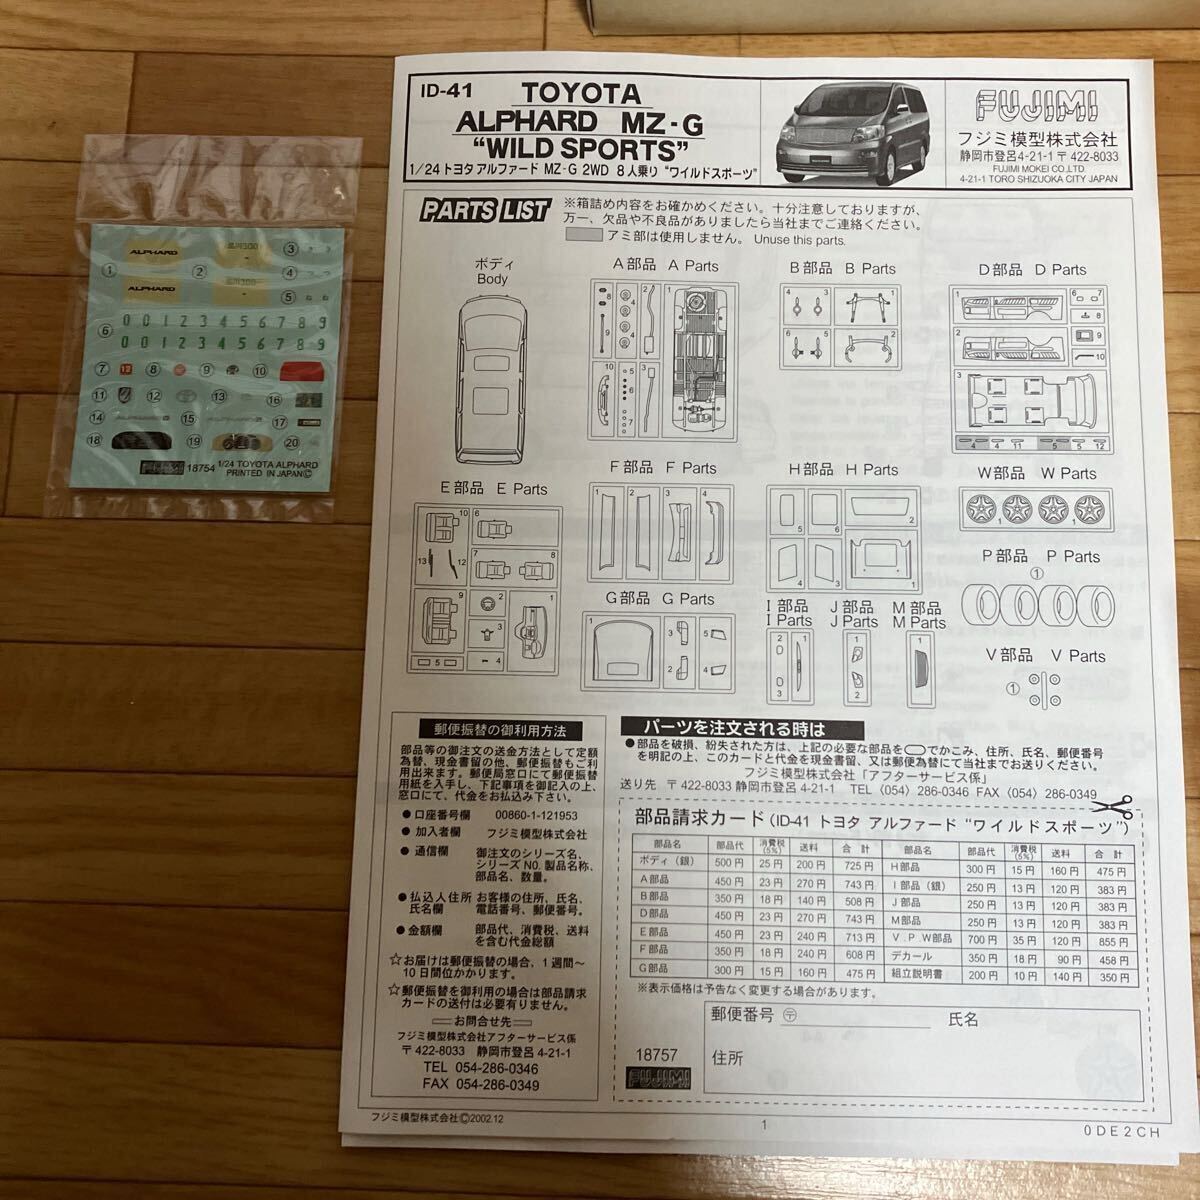 ID-41
TOYOTA
ALPHARD MZ-G
“WILD SPORTS”
1/24 トヨタ アルファード MZ-G 2WD 8人乗り “ワイルドスポーツ”
FUJIMI
フジミ模型株式会社
静岡市登呂4-21-1 〒422-8033
FUJIMI MOKEI CO.LTD.
4-21-1 TORO SHIZUOKA CITY JAPAN
PARTS LIST
※箱詰め内容をお確かめください。十分注意しておりますが、
万一、欠品や不良品がありましたら当社までご連絡ください。
アミ部は使用しません。 Unuse this parts.
ボディ
Body
A部品 A Parts
B部品 B Parts
D部品 D Parts
E部品 E Parts
F部品 F Parts
G部品 G Parts
H部品 H Parts
I 部品
I Parts
J 部品
J Parts
M 部品
M Parts
W部品 W Parts
P部品 P Parts
V部品 V Parts
郵便振替の御利用方法
部品等の御注文の送金方法として定額
為替、現金書留の他、郵便振替もご利
用出来ます。郵便局窓口にて郵便振替
用紙を入手し、下記事項を御記入の上、
窓口にて、代金をお払込み下さい。
●口座番号欄 00860-1-121953
●加入者欄 フジミ模型株式会社
●通信欄 御注文のシリーズ名、
シリーズ N0. 製品名称、
部品名、数量。
●払込人住所 お客様の住所、氏名、
氏名欄 電話番号、郵便番号。
●金額欄 部品代、消費税、送料
を含む代金総額
☆お届けは郵便振替の場合、1週間～
10日間位かかります。
☆郵便振替を御利用の場合は部品請求
カードの送付は必要有りません。
お問合せ先
フジミ模型株式会社アフターサービス係
〒422-8033 静岡市登呂 4-21-1
TEL 054-286-0346
FAX 054-286-0349
パーツを注文される時は
●部品を破損、紛失された方は、上記の必要な部品を○でかこみ、住所、氏名、郵便番号
を明記の上、このカードと代金を現金書留、又は郵便為替にて当社までお送りください。
フジミ模型株式会社「アフターサービス係」
送り先 〒422-8033 静岡市登呂 4-21-1 TEL〈054〉286-0346 FAX〈054〉286-0349
部品請求カード(ID-41 トヨタ アルファード “ワイルドスポーツ”)
部品名 部品代 消費税(5%) 送料 合 計 部品名 部品代 消費税(5%) 送料 合 計
ボディ (銀) 500円 25円 200円 725円 H部品 300円 15円 160円 475円
A部品 450円 23円 270円 743円 I 部品 (銀) 250円 13円 120円 383円
B部品 350円 18円 140円 508円 J 部品 250円 13円 120円 383円
D部品 450円 23円 270円 743円 M部品 250円 13円 120円 383円
E部品 450円 23円 240円 713円 V.P.W部品 700円 35円 120円 855円
F部品 350円 18円 240円 608円 デカール 350円 18円 90円 458円
G部品 300円 15円 160円 475円 組立説明書 200円 10円 140円 350円
※表示価格は予告なく変更する場合があります。
郵便番号 〒 氏名
住所
18757
FUJIMI
フジミ模型株式会社©2002.12
1
0DE2CH
① ALPHARD ② 品川300 ③
ALPHARD 品川300 ④
⑤
⑥ 0 0 1 2 3 4 5 6 7 8 9
0 0 1 2 3 4 5 6 7 8 9
⑦ 12 ⑧ ⑨ ⑩
⑪ ⑫ ⑬ ⑯
⑭ ALPHARD V ⑮ ⑰
⑱ ⑲ ⑳
FUJIMI 18754 1/24 TOYOTA ALPHARD
PRINTED IN JAPAN©